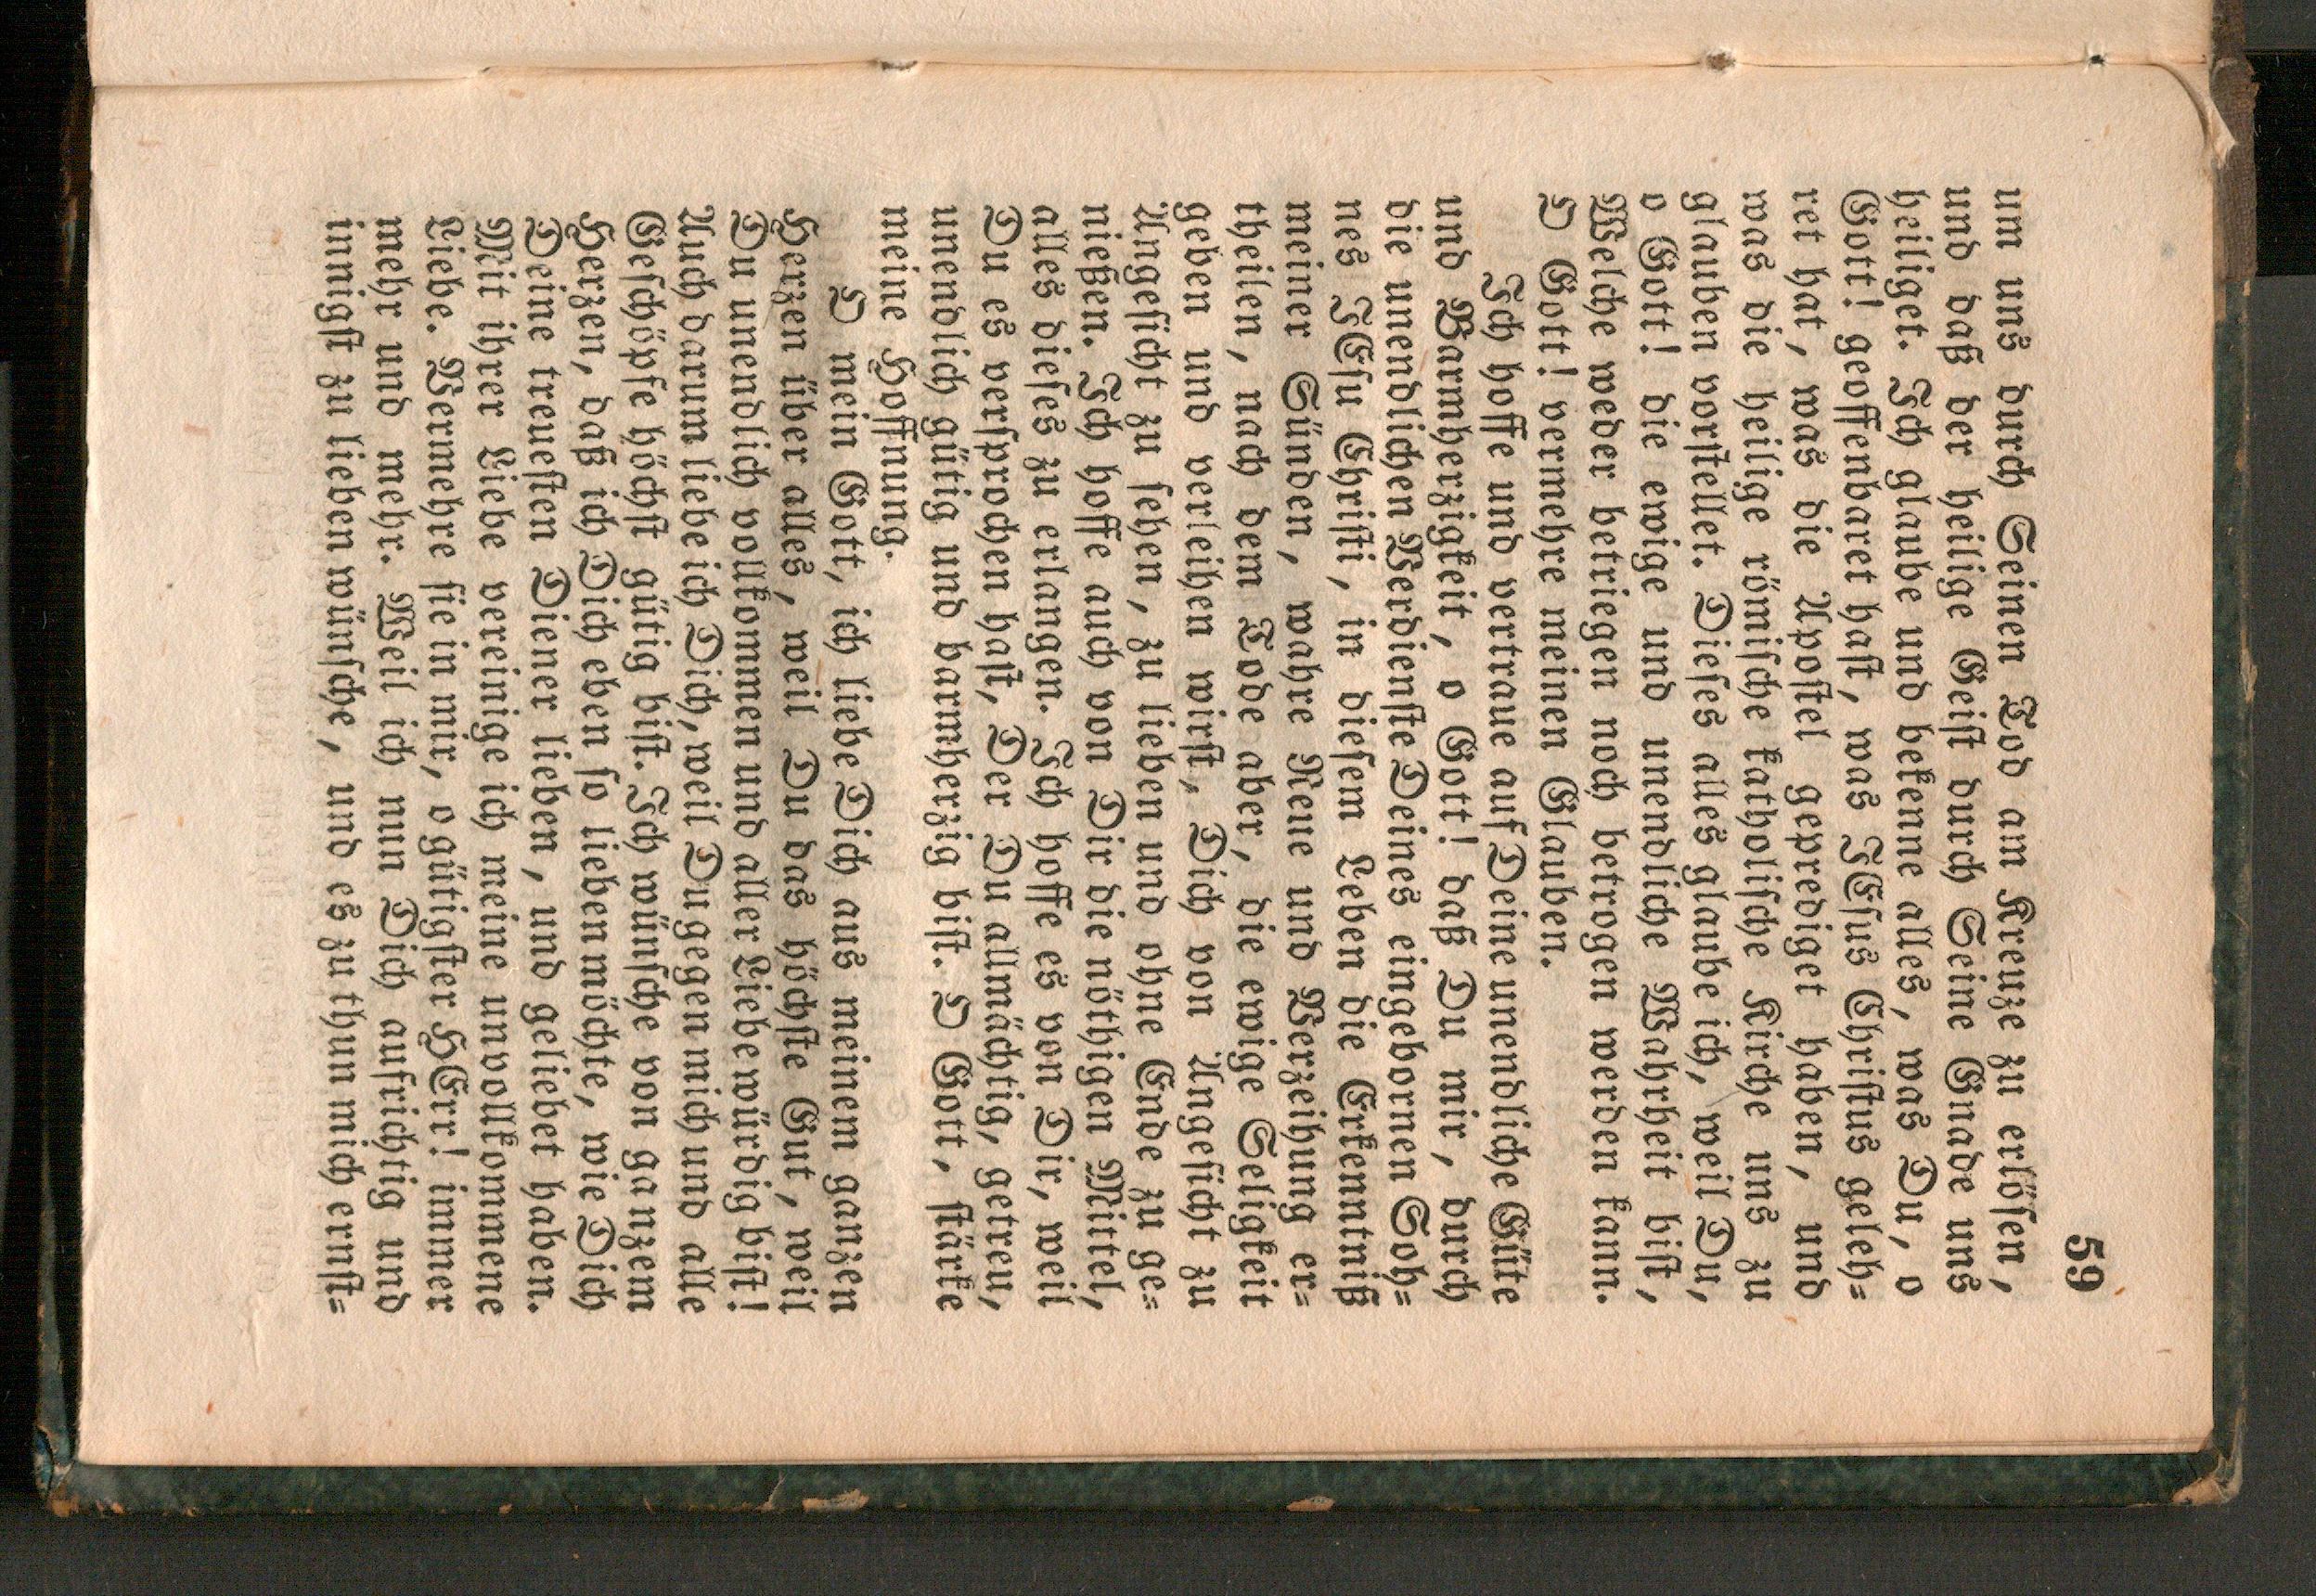 59
um uns durch Seinen Tod am Kreuze zu erlösen,
und daß der heilige Geist durch Seine Gnade uns
heiliget. Ich glaube und bekenne alles, was Du, o
Gott! geoffenbaret hast, was JEsus Christus geleh=
ret hat, was die Apostel geprediget haben, und
was die heilige römische katholische Kirche uns zu
glauben vorstellet. Dieses alles glaube ich, weil Du,
o Gott! die ewige und unendliche Wahrheit bist,
Welche weder betriegen noch betrogen werden kann.
O Gott! vermehre meinen Glauben.
Ich hoffe und vertraue auf Deine unendliche Güte
und Barmherzigkeit, o Gott! daß Du mir, durch
die unendlichen Verdienste Deines eingebornen Soh=
nes JEsu Christi, in diesem Leben die Erkenntniß
meiner Sünden, wahre Reue und Verzeihung er=
theilen, nach dem Tode aber, die ewige Seligkeit
geben und verleihen wirst, Dich von Angesicht zu
Angesicht zu sehen, zu lieben und ohne Ende zu ge=
nießen. Ich hoffe auch von Dir die nöthigen Mittel,
alles dieses zu erlangen. Ich hoffe es von Dir, weil
Du es versprochen hast, Der Du allmächtig, getreu,
unendlich gütig und barmherzig bist. O Gott, stärke
meine Hoffnung.
O mein Gott, ich liebe Dich aus meinem ganzen
Herzen über alles, weil Du das höchste Gut, weil
Du unendlich vollkommen und aller Liebe würdig bist!
Auch darum liebe ich Dich, weil Du gegen mich und alle
Geschöpfe höchst gütig bist. Ich wünsche von ganzem
Herzen, daß ich Dich eben so lieben möchte, wie Dich
Deine treuesten Diener lieben, und geliebet haben.
Mit ihrer Liebe vereinige ich meine unvollkommene
Liebe. Vermehre sie in mir, o gütigster HErr! immer
mehr und mehr. Weil ich nun Dich aufrichtig und
innigst zu lieben wünsche, und es zu thun mich ernst=